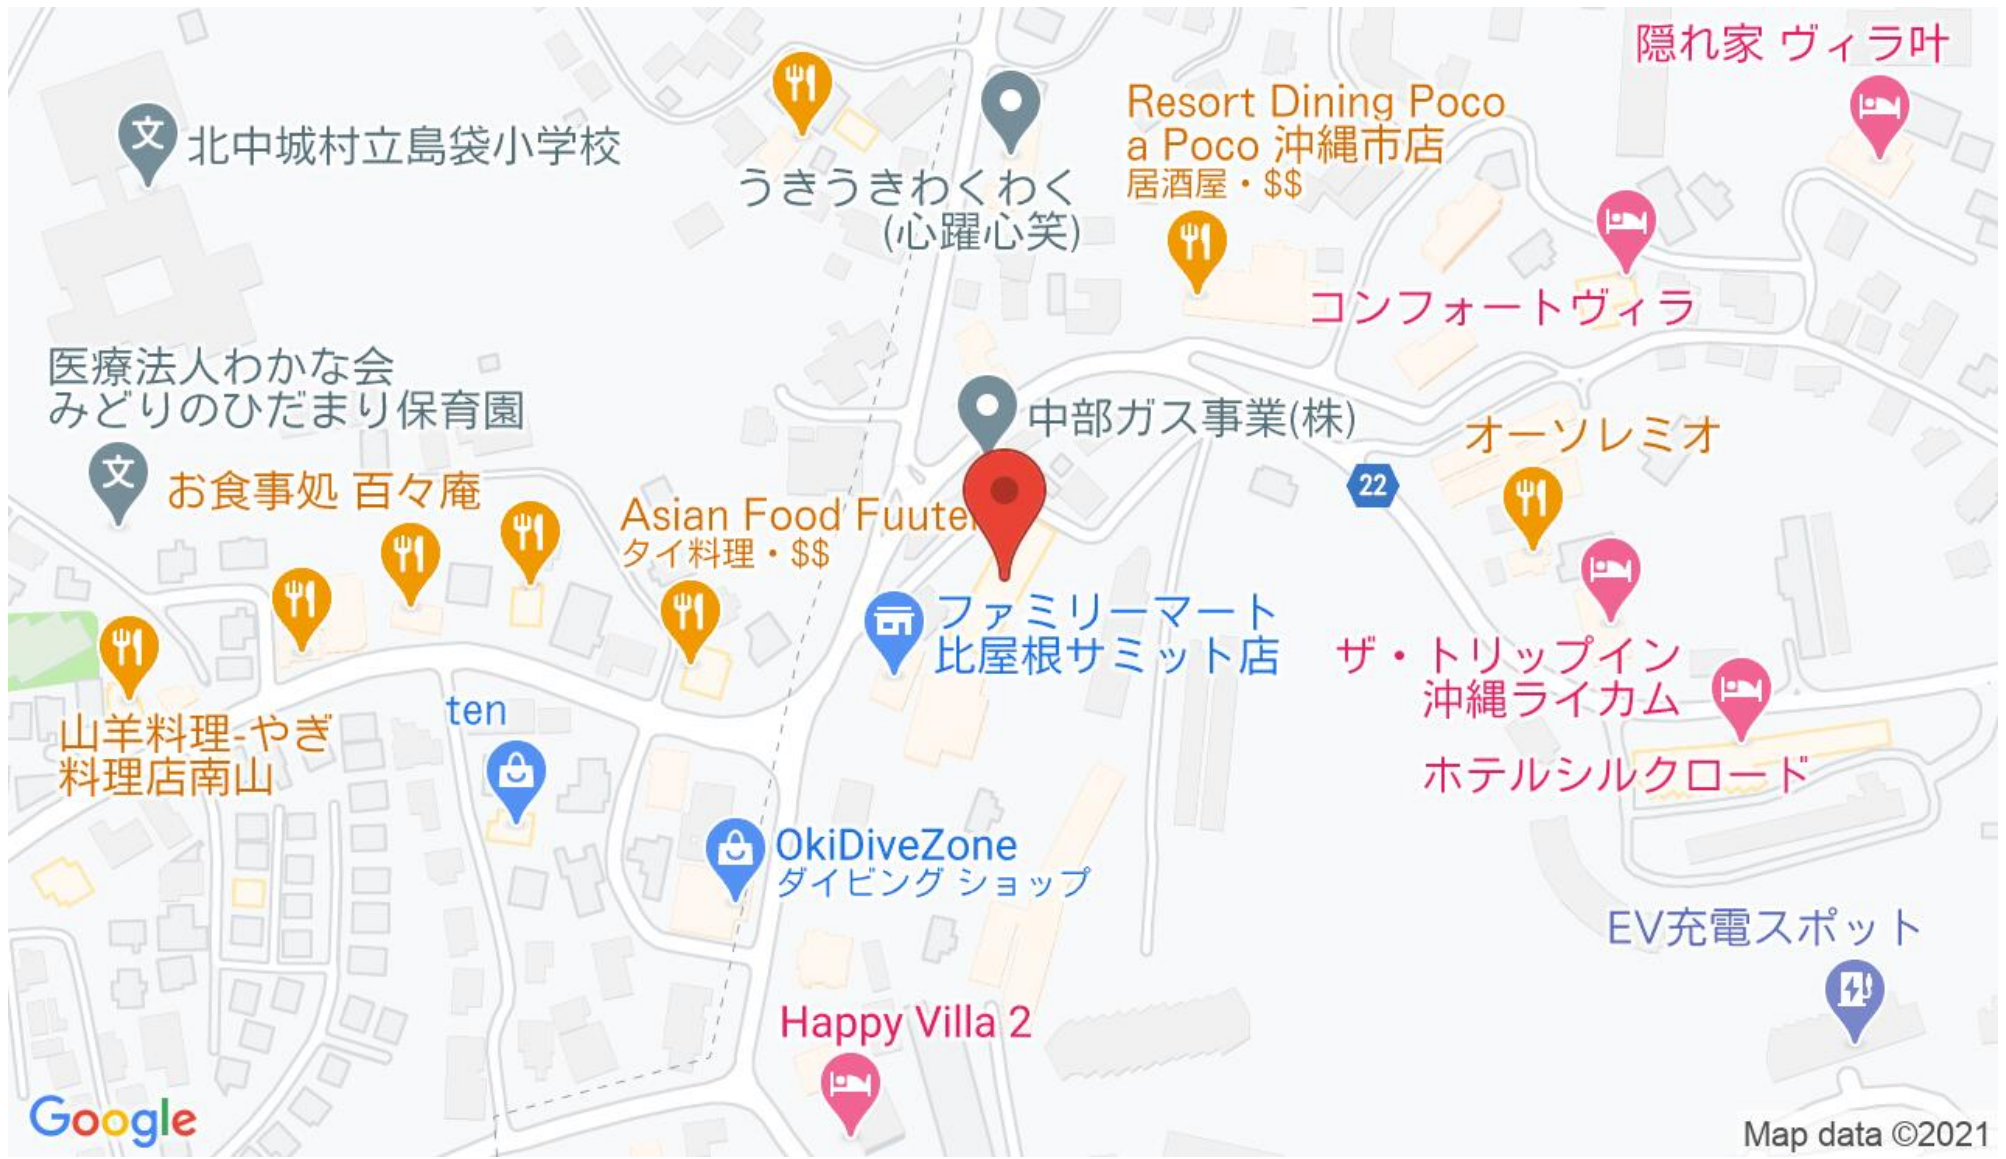 隠れ家 ヴィラ叶
Resort Dining Poco
a Poco 沖縄市店
居酒屋・$$
文
北中城村立島袋小学校
うきうきわくわく
(心躍心笑)
コンフォートヴィラ
医療法人わかな会
みどりのひだまり保育園
文
中部ガス事業(株)
オーソレミオ
お食事処 百々庵
22
Asian Food Fuute
タイ料理・$$
ファミリーマート
比屋根サミット店
ザ・トリップイン
沖縄ライカム
ten
山羊料理-やぎ
料理店南山
ホテルシルクロード
OkiDiveZone
ダイビング ショップ
EV充電スポット
Happy Villa 2
Google
Map data ©2021